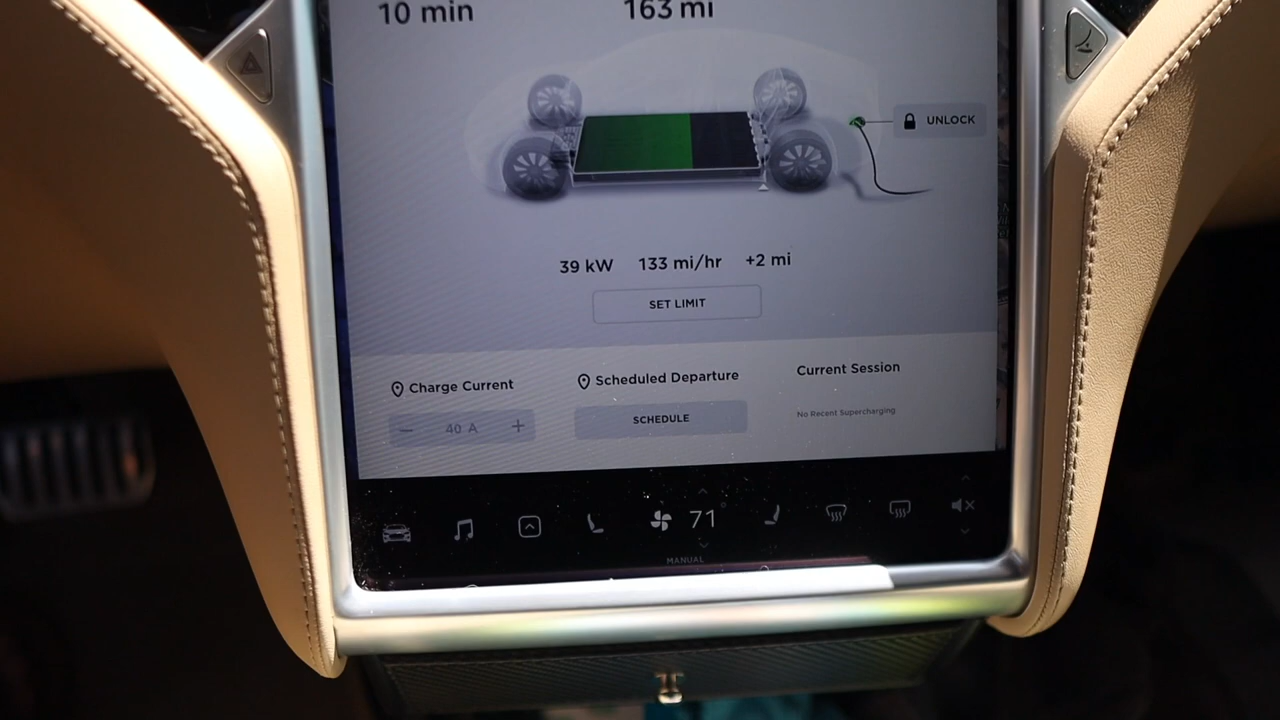 10 min 163 mi
UNLOCK
39 kW 133 mi/hr +2 mi
SET LIMIT
Charge Current
Scheduled Departure
Current Session
40 A
SCHEDULE
No Recent Supercharging
71°
MANUAL